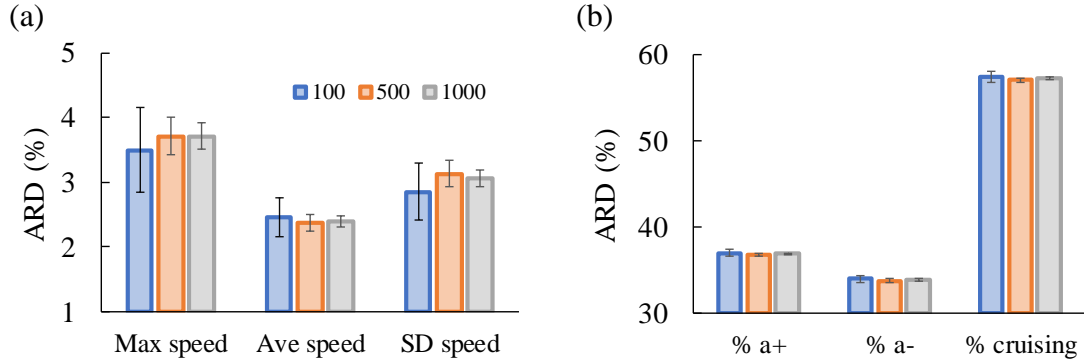 (a)
5
4
3
2
1
ARD (%)
100 500 1000
Max speed Ave speed SD speed
(b)
60
50
40
30
ARD (%)
% a+ % a- % cruising